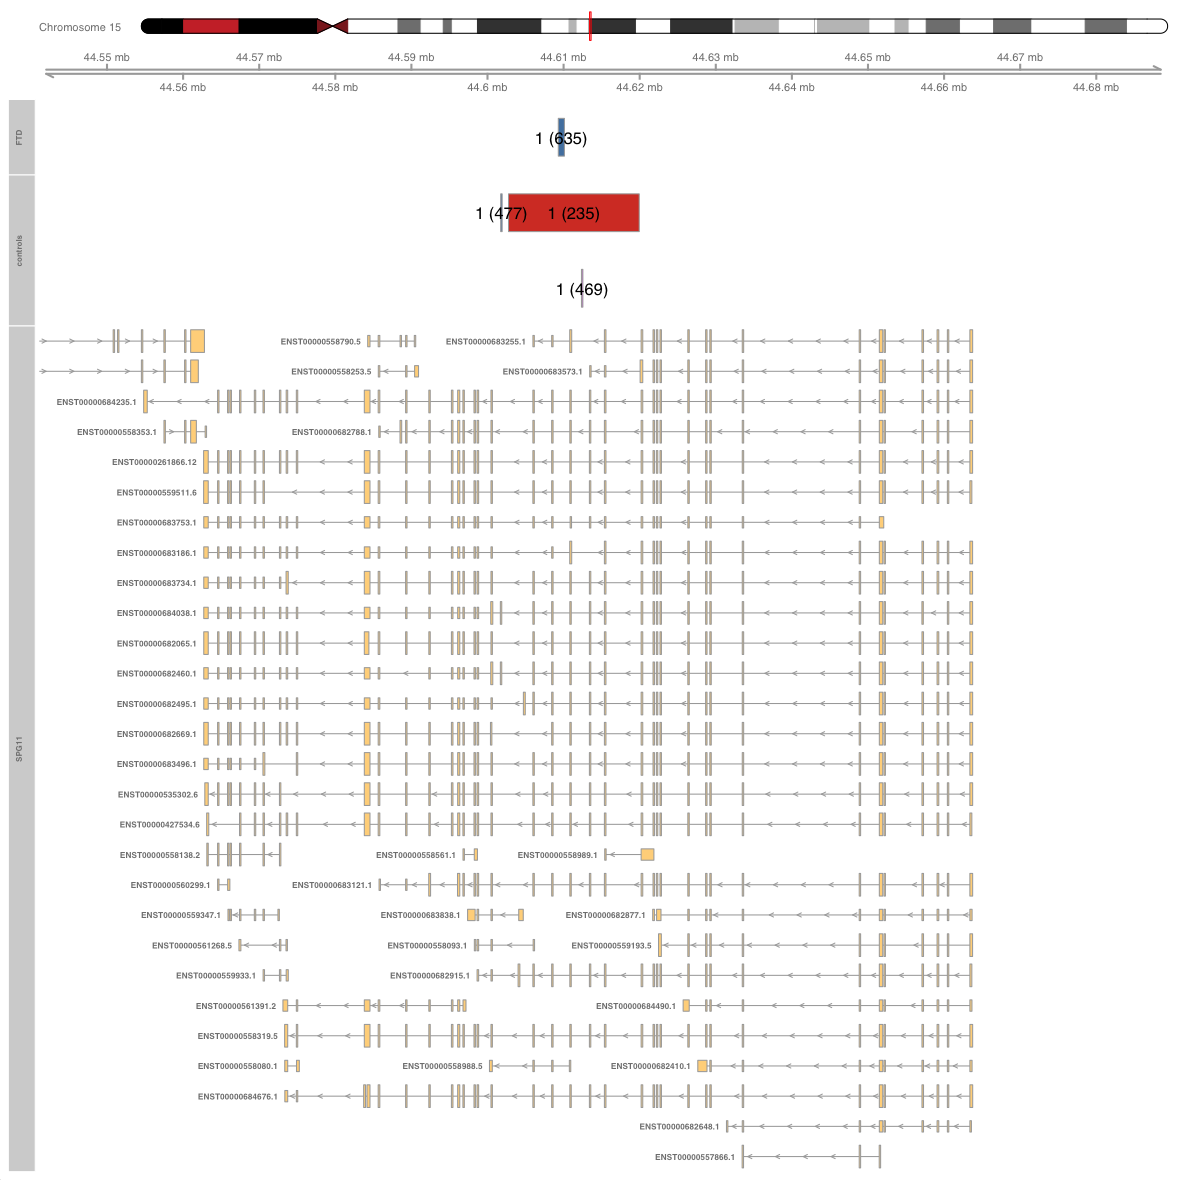 Chromosome 15
44.55 mb 44.57 mb 44.59 mb 44.61 mb 44.63 mb 44.65 mb 44.67 mb
44.56 mb 44.58 mb 44.6 mb 44.62 mb 44.64 mb 44.66 mb 44.68 mb
FTD
1 (635)
controls
1 (477) 1 (235)
1 (469)
SPG11
ENST00000558790.5 ENST00000683255.1
ENST00000558253.5 ENST00000683573.1
ENST00000684235.1
ENST00000558353.1 ENST00000682788.1
ENST00000261866.12
ENST00000559511.6
ENST00000683753.1
ENST00000683186.1
ENST00000683734.1
ENST00000684038.1
ENST00000682065.1
ENST00000682460.1
ENST00000682495.1
ENST00000682669.1
ENST00000683496.1
ENST00000535302.6
ENST00000427534.6
ENST00000558138.2 ENST00000558561.1 ENST00000558989.1
ENST00000560299.1 ENST00000683121.1
ENST00000559347.1 ENST00000683838.1 ENST00000682877.1
ENST00000561268.5 ENST00000558093.1 ENST00000559193.5
ENST00000559933.1 ENST00000682915.1
ENST00000561391.2 ENST00000684490.1
ENST00000558319.5
ENST00000558080.1 ENST00000558988.5 ENST00000682410.1
ENST00000684676.1
ENST00000682648.1
ENST00000557866.1